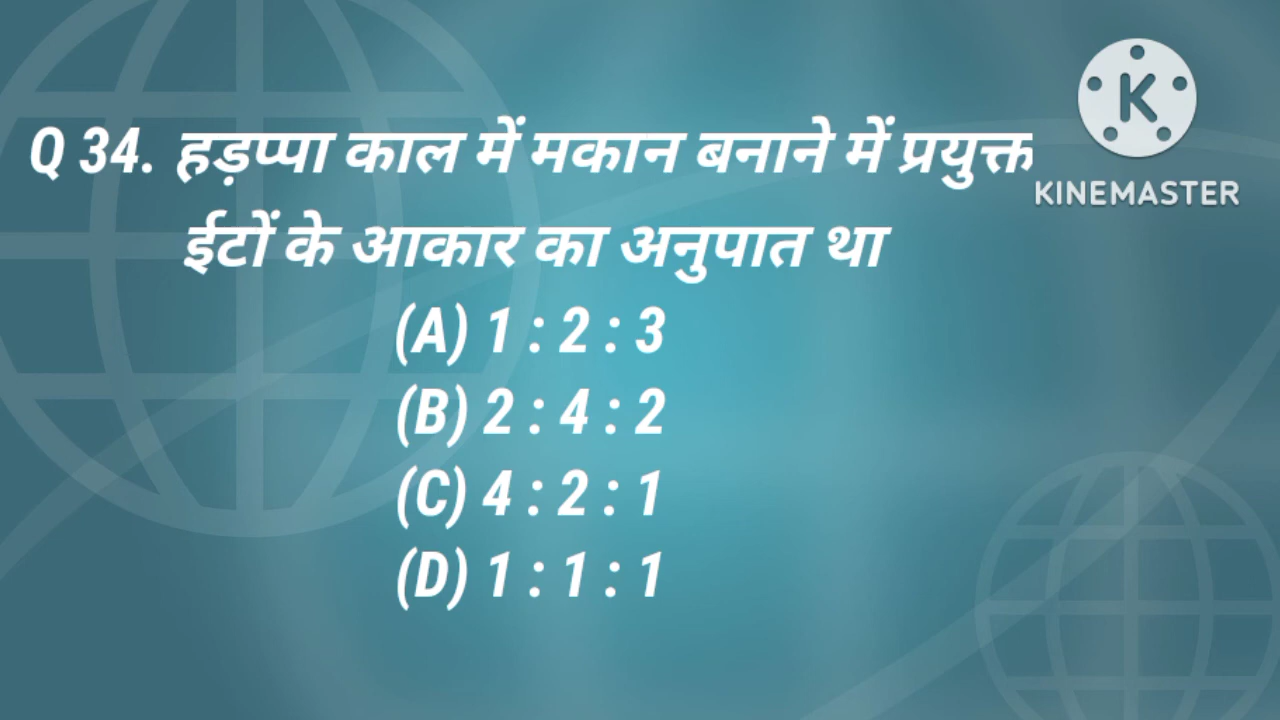 Q 34. हड़प्पा काल में मकान बनाने में प्रयुक्त
ईटों के आकार का अनुपात था
(A) 1 : 2 : 3
(B) 2 : 4 : 2
(C) 4 : 2 : 1
(D) 1 : 1 : 1
K
KINEMASTER